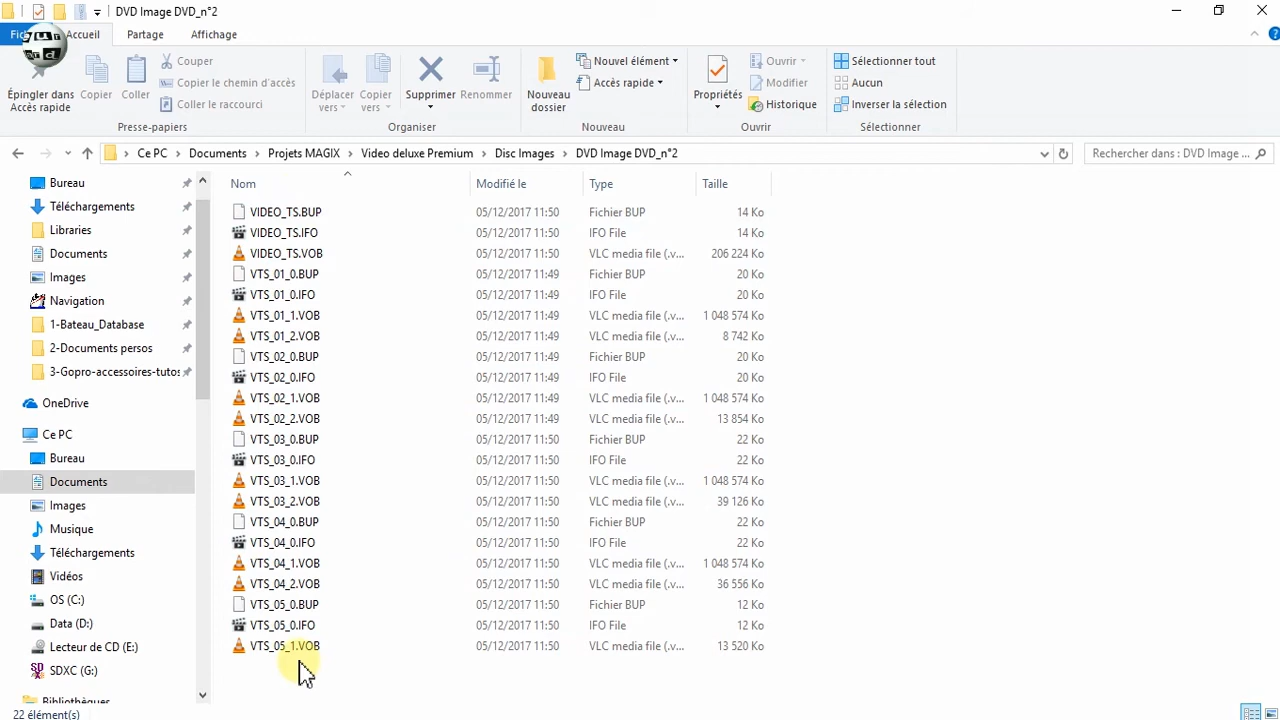 DVD Image DVD_n°2
Accueil Partage Affichage
Épingler dans Accès rapide
Copier
Coller
Couper
Copier le chemin d'accès
Coller le raccourci
Presse-papiers
Déplacer vers
Copier vers
Supprimer
Renommer
Organiser
Nouveau dossier
Nouvel élément
Accès rapide
Nouveau
Propriétés
Ouvrir
Modifier
Historique
Ouvrir
Sélectionner tout
Aucun
Inverser la sélection
Sélectionner
Ce PC > Documents > Projets MAGIX > Video deluxe Premium > Disc Images > DVD Image DVD_n°2
Rechercher dans : DVD Image ...
Bureau
Téléchargements
Libraries
Documents
Images
Navigation
1-Bateau_Database
2-Documents persos
3-Gopro-accessoires-tutos
OneDrive
Ce PC
Bureau
Documents
Images
Musique
Téléchargements
Vidéos
OS (C:)
Data (D:)
Lecteur de CD (E:)
SDXC (G:)
Bibliothèques
Nom Modifié le Type Taille
VIDEO_TS.BUP 05/12/2017 11:50 Fichier BUP 14 Ko
VIDEO_TS.IFO 05/12/2017 11:50 IFO File 14 Ko
VIDEO_TS.VOB 05/12/2017 11:50 VLC media file (.v... 206 224 Ko
VTS_01_0.BUP 05/12/2017 11:49 Fichier BUP 20 Ko
VTS_01_0.IFO 05/12/2017 11:49 IFO File 20 Ko
VTS_01_1.VOB 05/12/2017 11:49 VLC media file (.v... 1 048 574 Ko
VTS_01_2.VOB 05/12/2017 11:49 VLC media file (.v... 8 742 Ko
VTS_02_0.BUP 05/12/2017 11:49 Fichier BUP 20 Ko
VTS_02_0.IFO 05/12/2017 11:49 IFO File 20 Ko
VTS_02_1.VOB 05/12/2017 11:49 VLC media file (.v... 1 048 574 Ko
VTS_02_2.VOB 05/12/2017 11:49 VLC media file (.v... 13 854 Ko
VTS_03_0.BUP 05/12/2017 11:50 Fichier BUP 22 Ko
VTS_03_0.IFO 05/12/2017 11:50 IFO File 22 Ko
VTS_03_1.VOB 05/12/2017 11:50 VLC media file (.v... 1 048 574 Ko
VTS_03_2.VOB 05/12/2017 11:50 VLC media file (.v... 39 126 Ko
VTS_04_0.BUP 05/12/2017 11:50 Fichier BUP 22 Ko
VTS_04_0.IFO 05/12/2017 11:50 IFO File 22 Ko
VTS_04_1.VOB 05/12/2017 11:50 VLC media file (.v... 1 048 574 Ko
VTS_04_2.VOB 05/12/2017 11:50 VLC media file (.v... 36 556 Ko
VTS_05_0.BUP 05/12/2017 11:50 Fichier BUP 12 Ko
VTS_05_0.IFO 05/12/2017 11:50 IFO File 12 Ko
VTS_05_1.VOB 05/12/2017 11:50 VLC media file (.v... 13 520 Ko
22 élément(s)